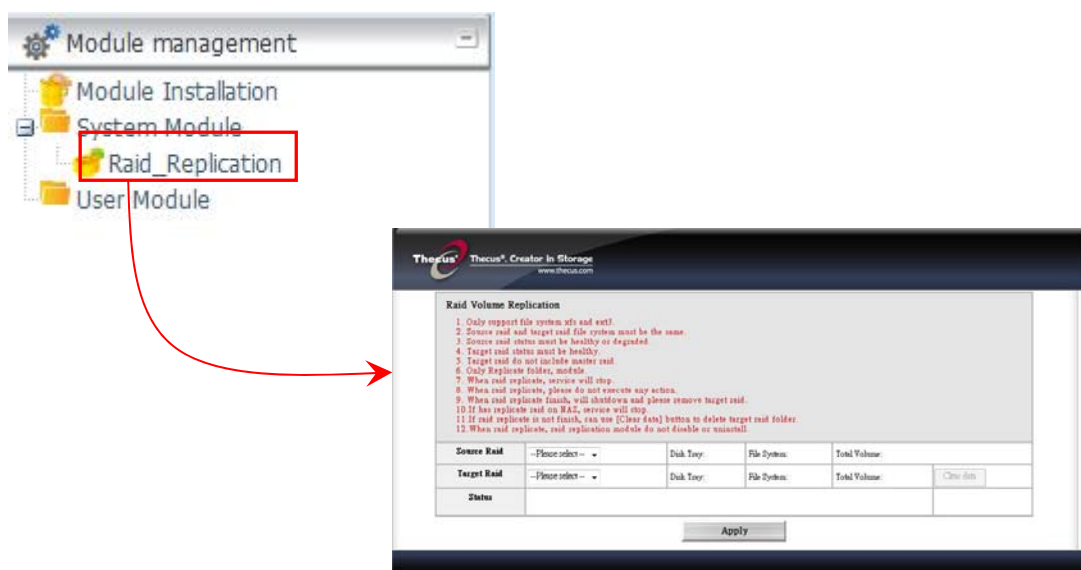 Module management
Module Installation
System Module
Raid_Replication
User Module
Thecus® Thecus®, Creator in Storage
www.thecus.com
Raid Volume Replication
1. Only support file system xfs and ext3.
2. Source raid and target raid file system must be the same.
3. Source raid status must be healthy or degraded.
4. Target raid status must be healthy.
5. Target raid do not include master raid.
6. Only Replicate folder, module.
7. When raid replicate, service will stop.
8. When raid replicate, please do not execute any action.
9. When raid replicate finish, will shutdown and please remove target raid.
10.If has replicate raid on NAS, service will stop.
11.If raid replicate is not finish, can use [Clear data] button to delete target raid folder.
12.When raid replicate, raid replication module do not disable or uninstall.
Source Raid --Please select-- Disk Tray: File System: Total Volume:
Target Raid --Please select-- Disk Tray: File System: Total Volume: Clear data
Status
Apply